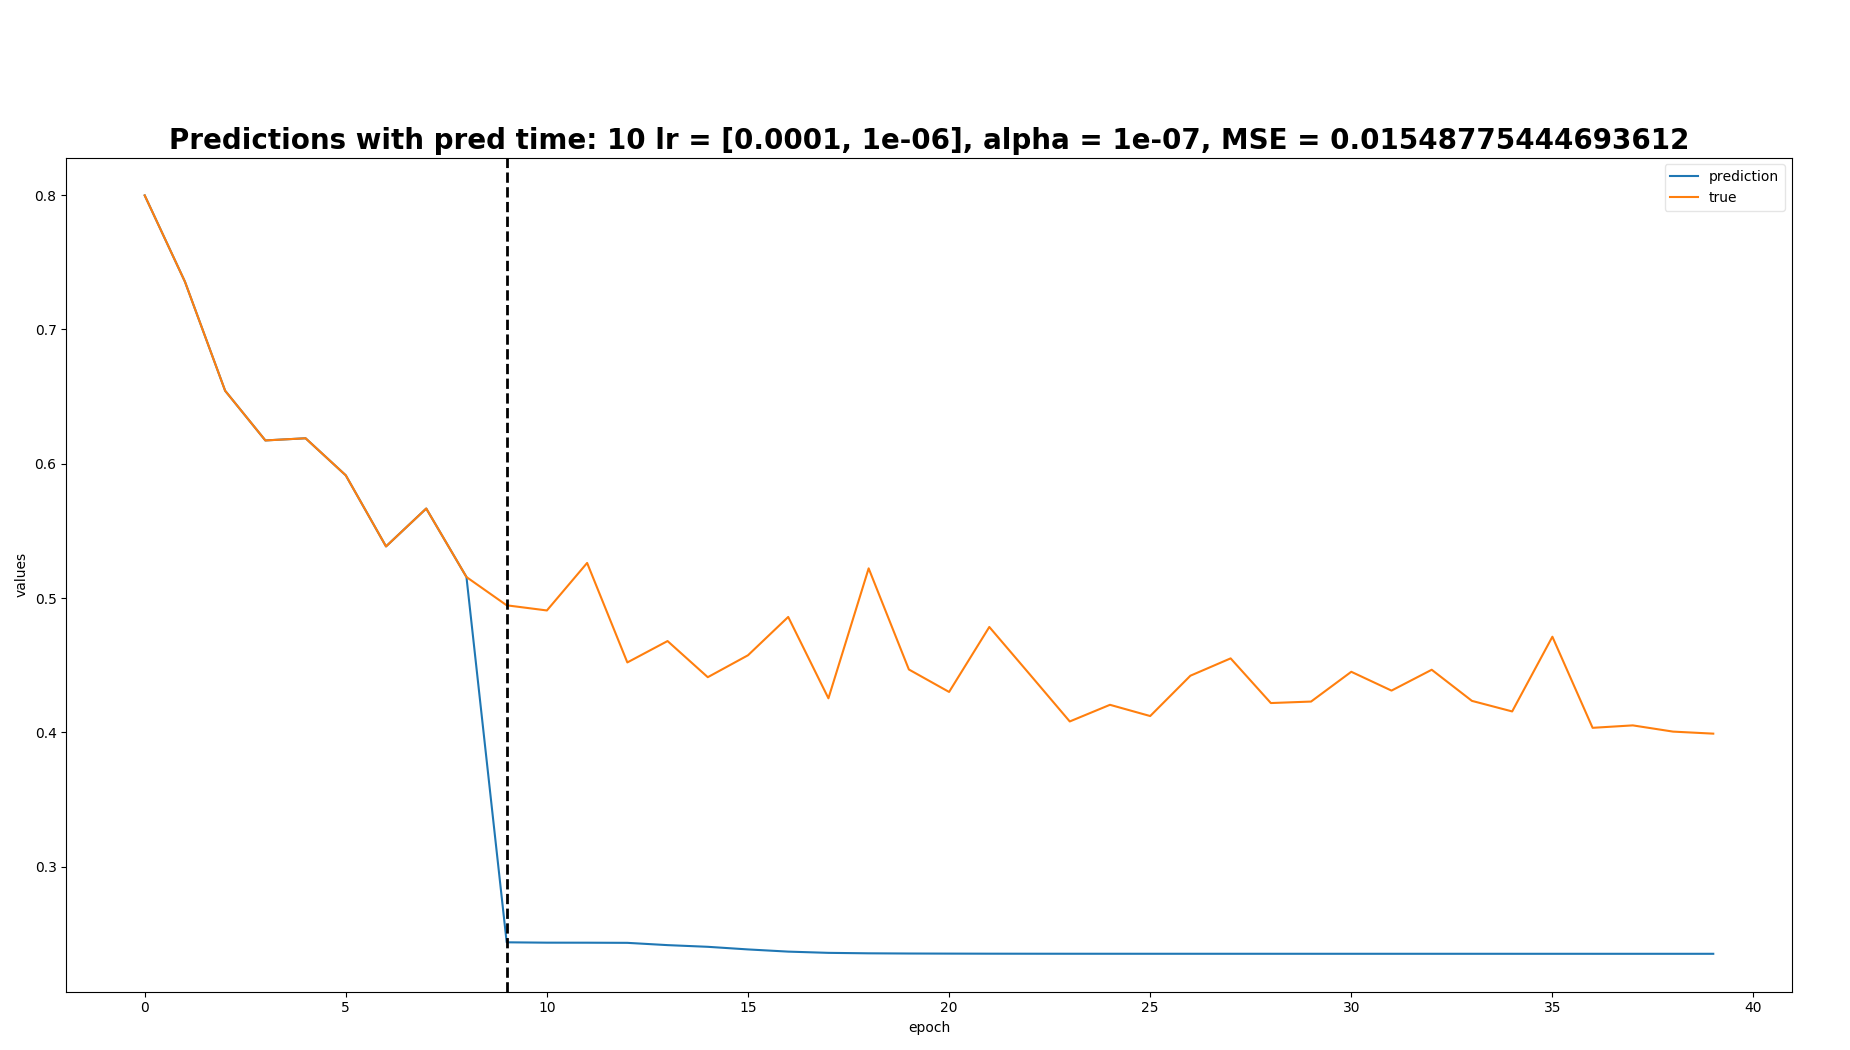 Predictions with pred time: 10 lr = [0.0001, 1e-06], alpha = 1e-07, MSE = 0.01548775444693612
prediction
true
0.8
0.7
0.6
0.5
0.4
0.3
values
0 5 10 15 20 25 30 35 40
epoch